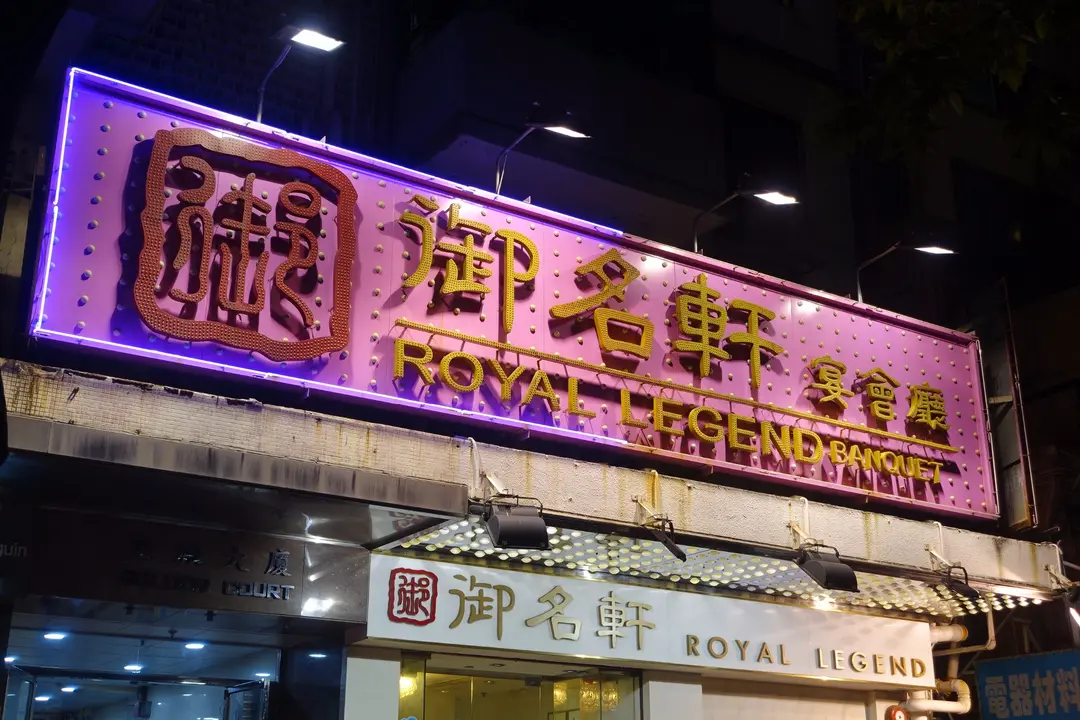 御
御名軒 宴會廳
ROYAL LEGEND BANQUET
大廈
COURT
御
御名軒 ROYAL LEGEND
電器材料